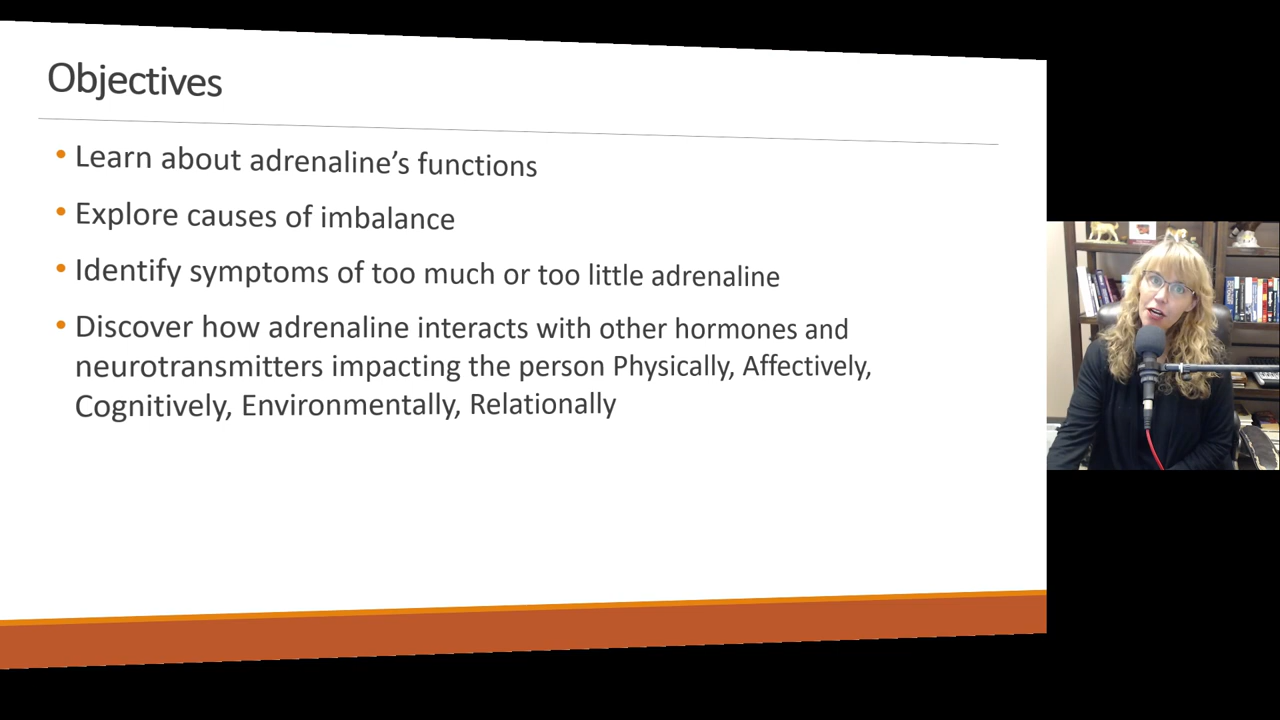 Objectives
• Learn about adrenaline’s functions
• Explore causes of imbalance
• Identify symptoms of too much or too little adrenaline
• Discover how adrenaline interacts with other hormones and
neurotransmitters impacting the person Physically, Affectively,
Cognitively, Environmentally, Relationally